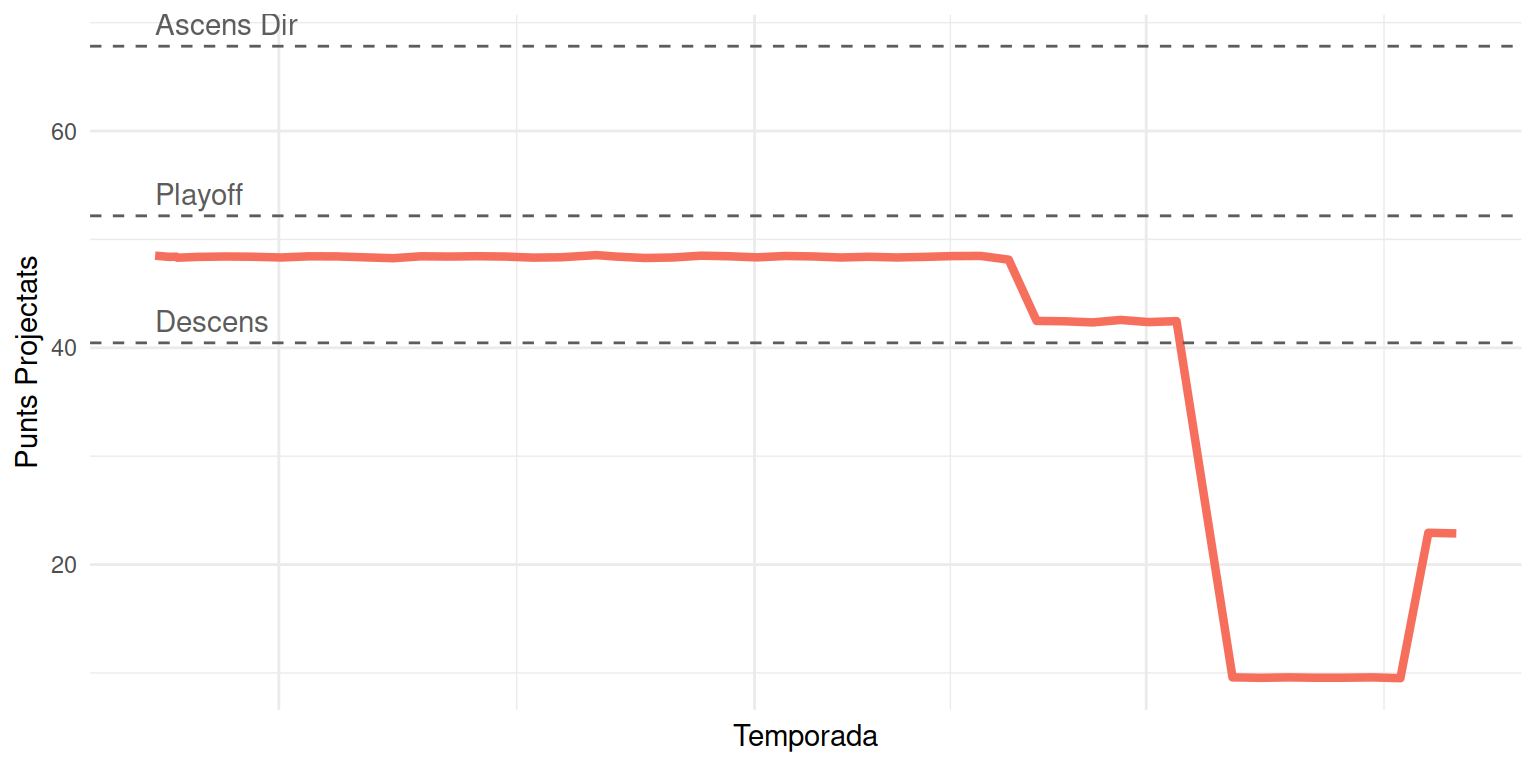 Ascens Dir
60
Playoff
Descens
40
20
Punts Projectats
Temporada